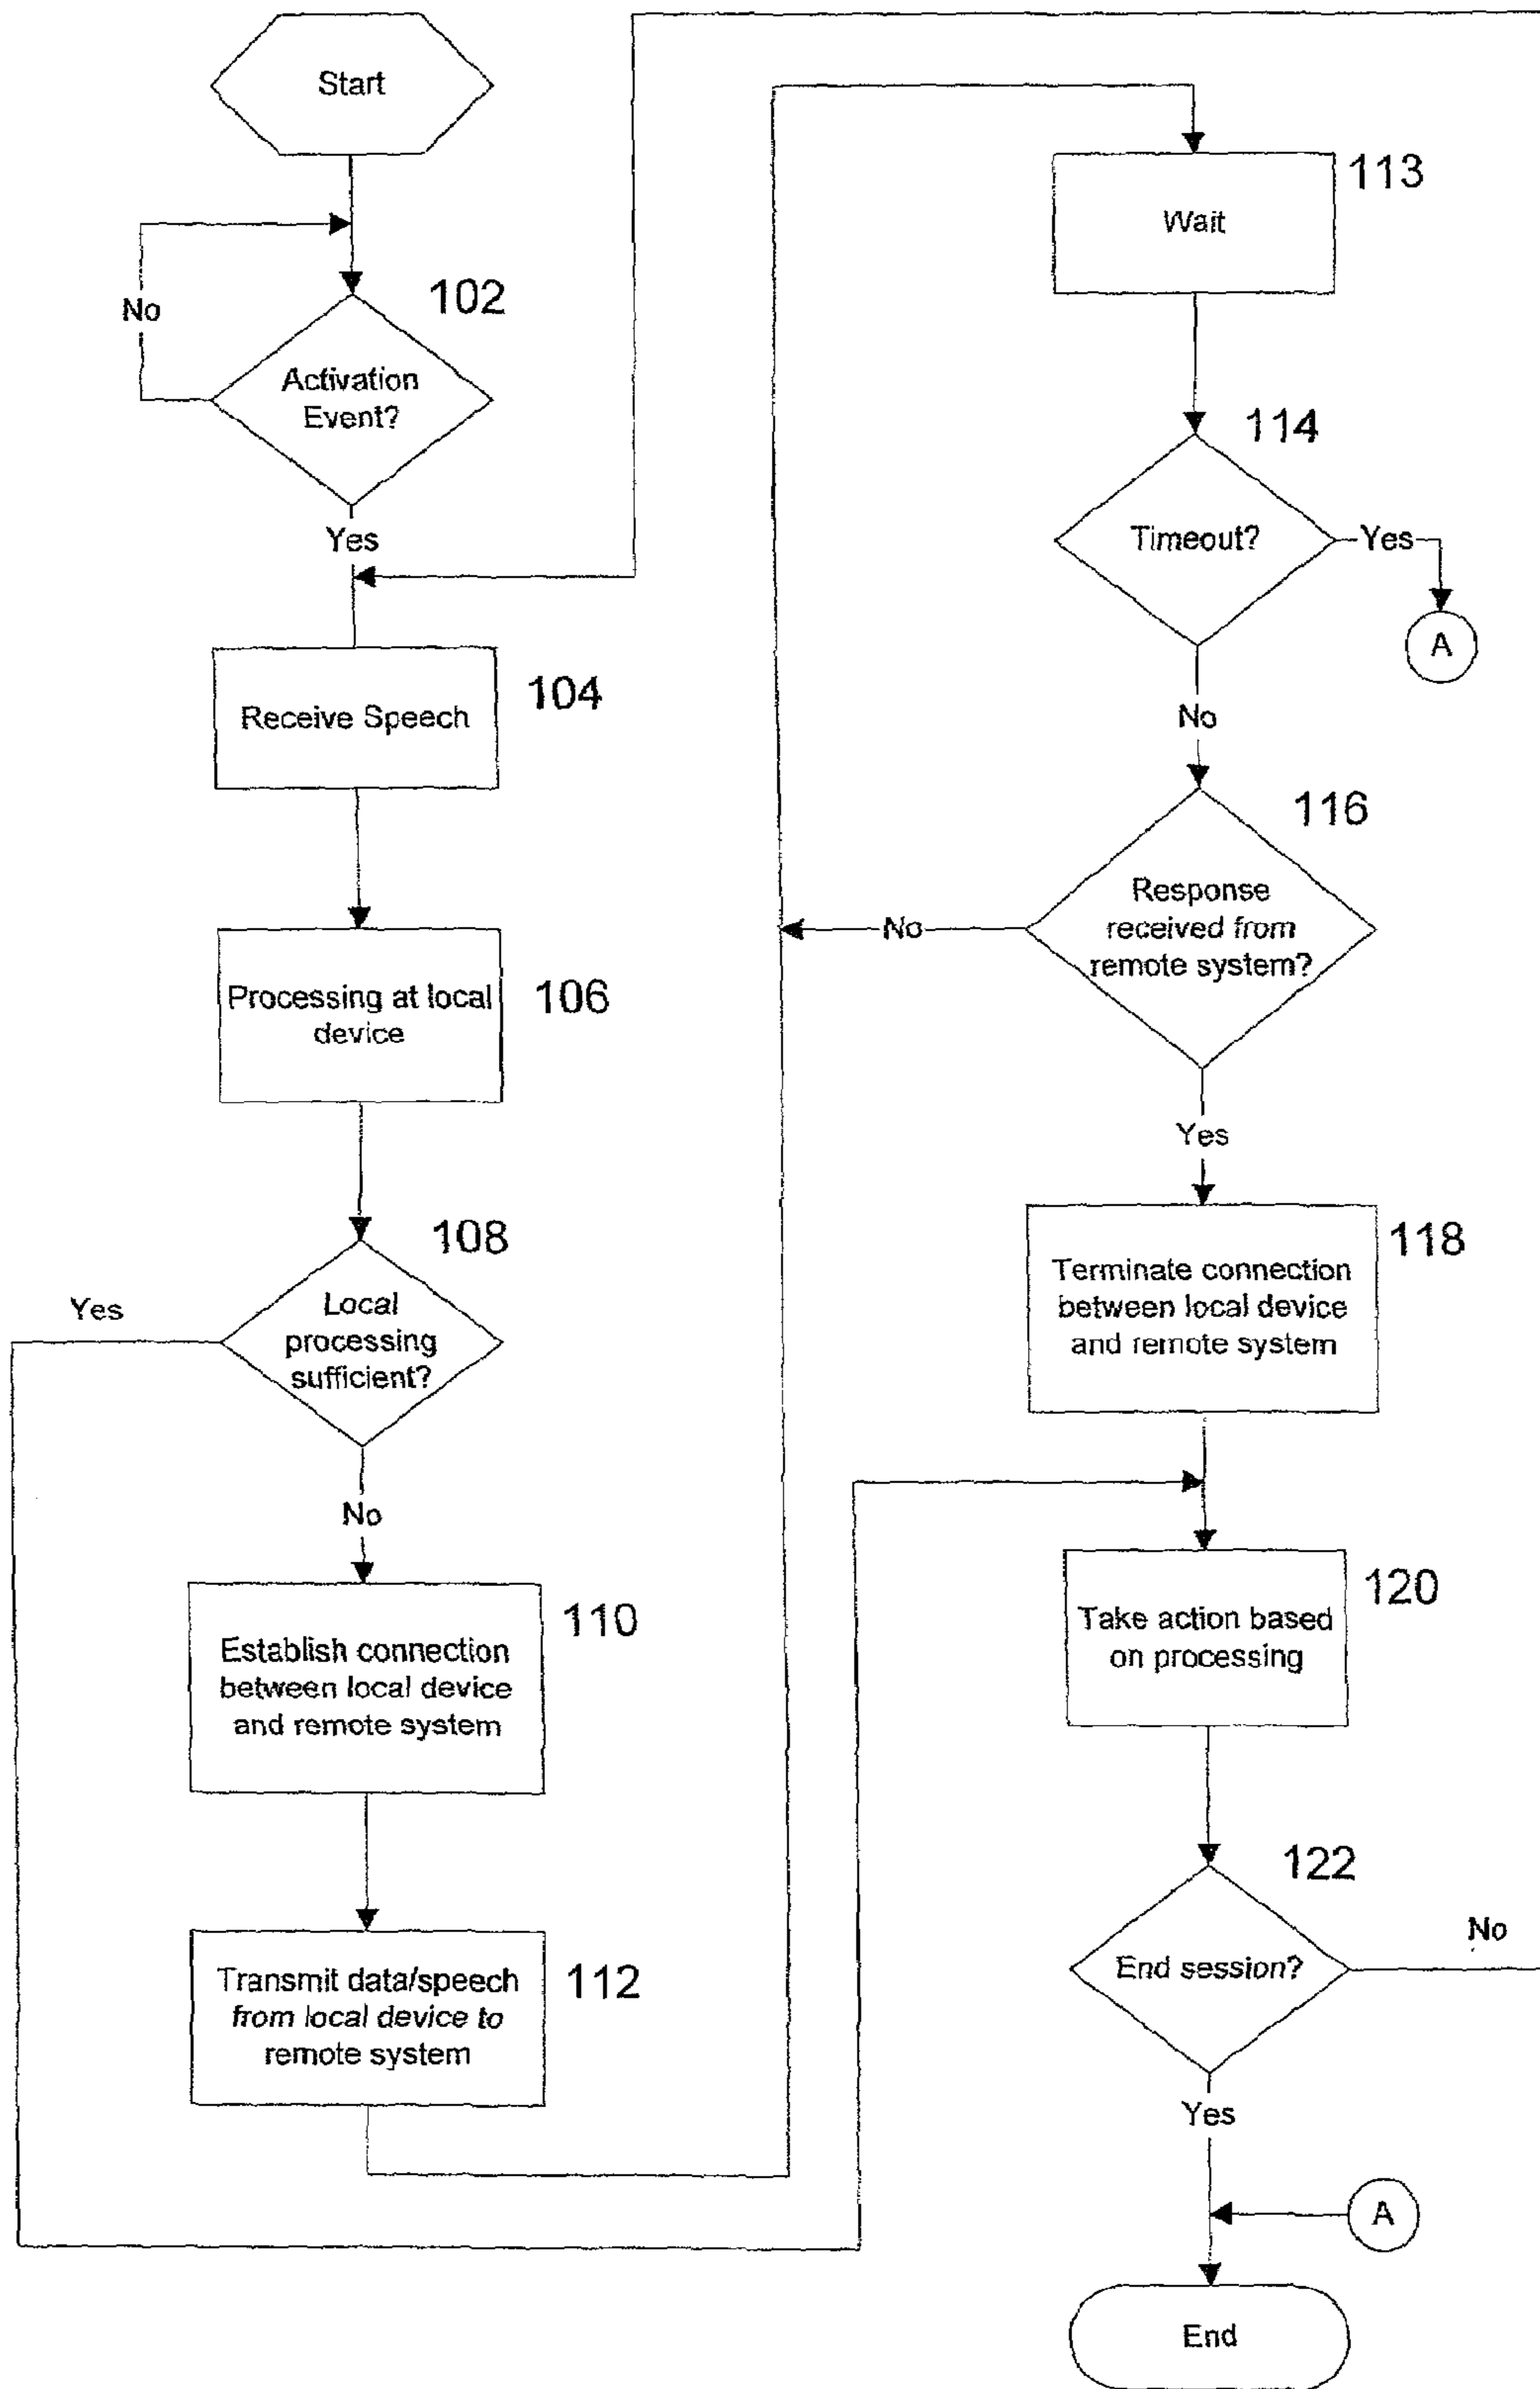 Start
No
102
Activation
Event?
Yes
Receive Speech
104
Processing at local
device
106
108
Yes
Local
processing
sufficient?
No
Establish connection
between local device
and remote system
110
Transmit data/speech
from local device to
remote system
112
113
Wait
114
Timeout?
Yes
A
No
116
Response
received from
remote system?
No
Yes
Terminate connection
between local device
and remote system
118
Take action based
on processing
120
122
End session?
No
Yes
A
End